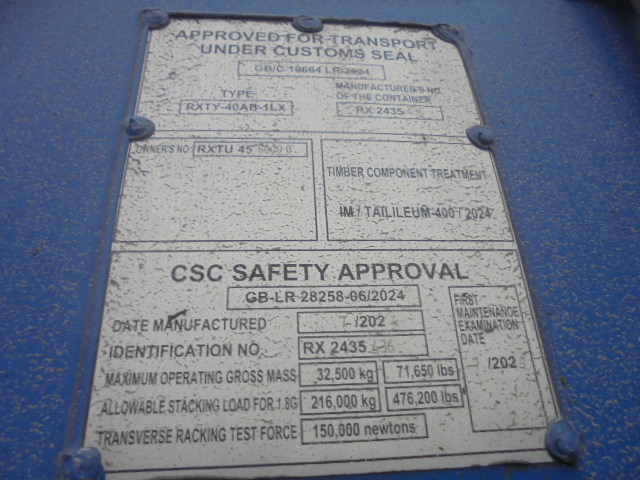 APPROVED FOR TRANSPORT
UNDER CUSTOMS SEAL
GB/C 19664 LR 2024
TYPE
RXTY-40AB-1LX
MANUFACTURER'S NO.
OF THE CONTAINER
RX 2435
OWNER'S NO RXTU 45
TIMBER COMPONENT TREATMENT
IM / TAILILEUM-400 / 2024
CSC SAFETY APPROVAL
GB-LR 28258-06/2024
DATE MANUFACTURED /202
IDENTIFICATION NO. RX 2435
MAXIMUM OPERATING GROSS MASS 32,500 kg 71,650 lbs
ALLOWABLE STACKING LOAD FOR 1.8G 216,000 kg 476,200 lbs
TRANSVERSE RACKING TEST FORCE 150,000 newtons
FIRST
MAINTENANCE
EXAMINATION
DATE
/202